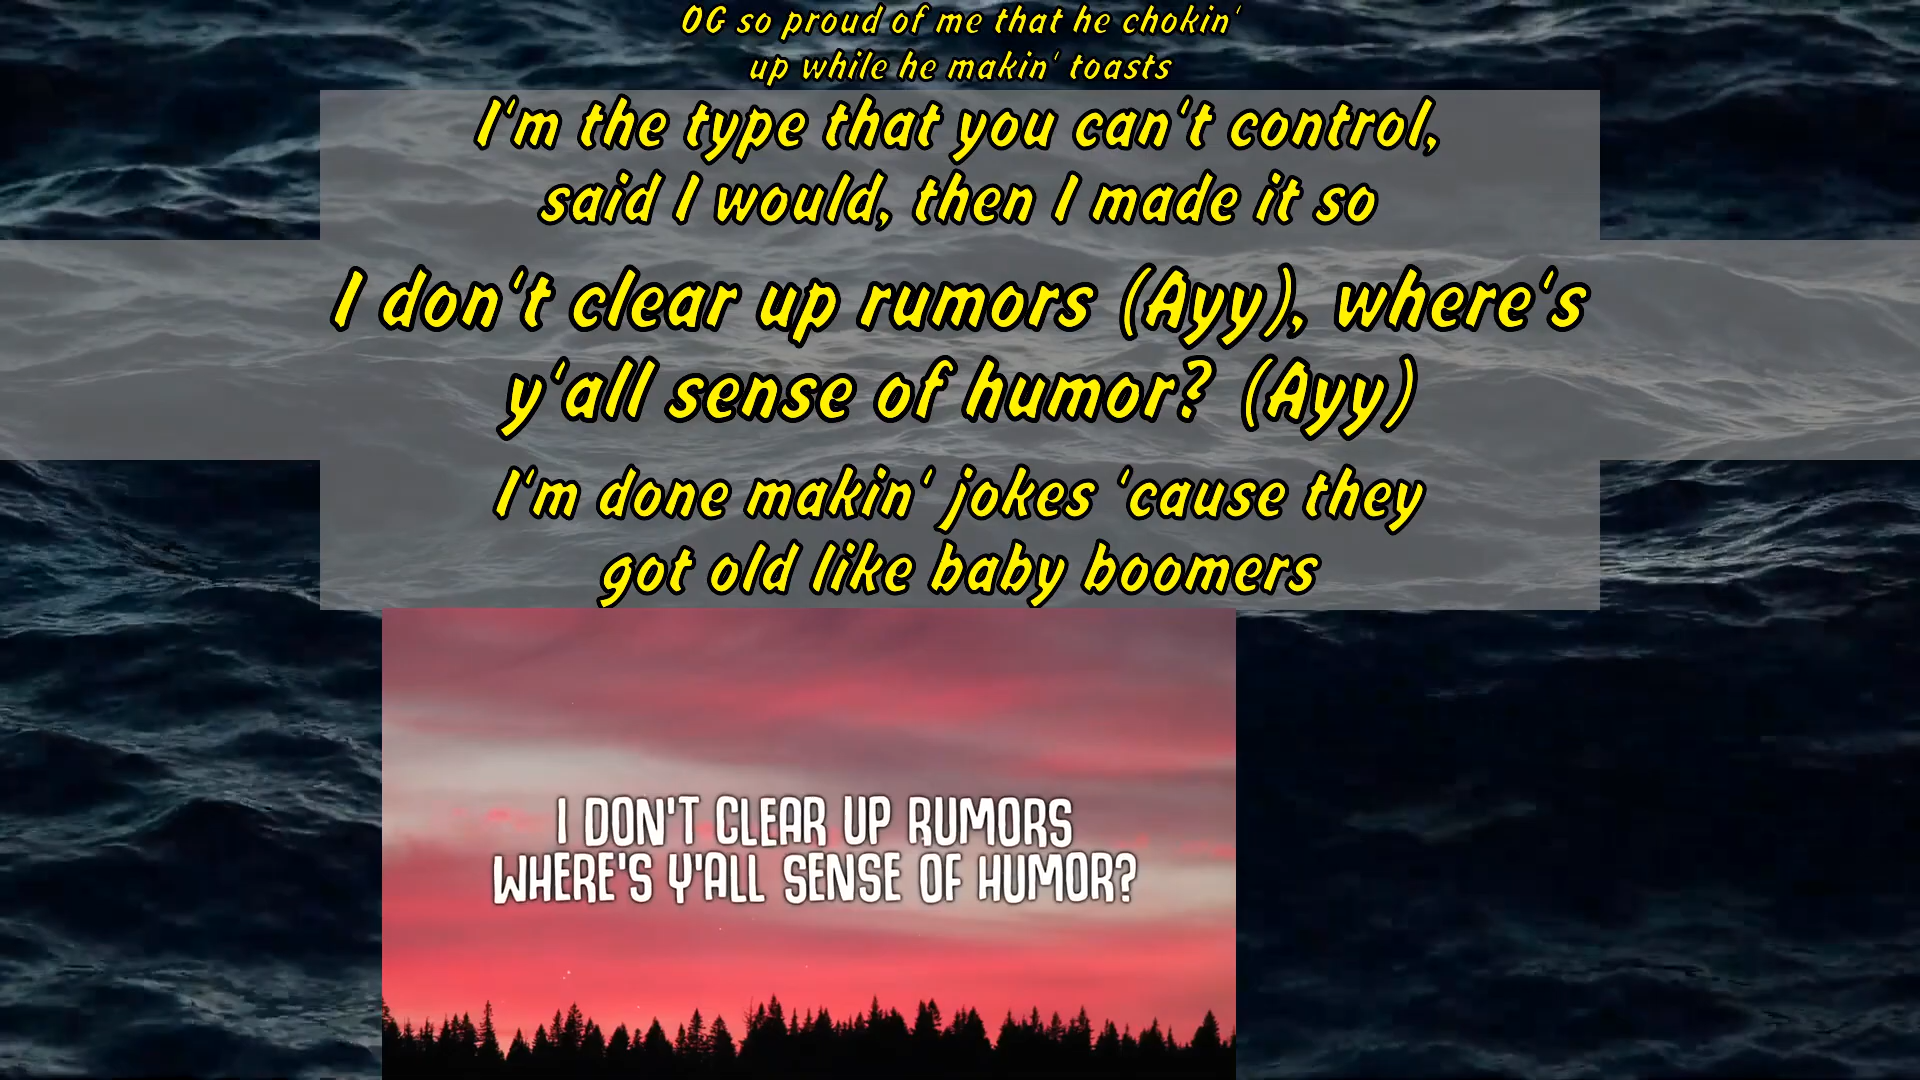 OG so proud of me that he chokin'
up while he makin' toasts
I'm the type that you can't control,
said I would, then I made it so
I don't clear up rumors (Ayy), where's
y'all sense of humor? (Ayy)
I'm done makin' jokes 'cause they
got old like baby boomers
I DON'T CLEAR UP RUMORS
WHERE'S Y'ALL SENSE OF HUMOR?